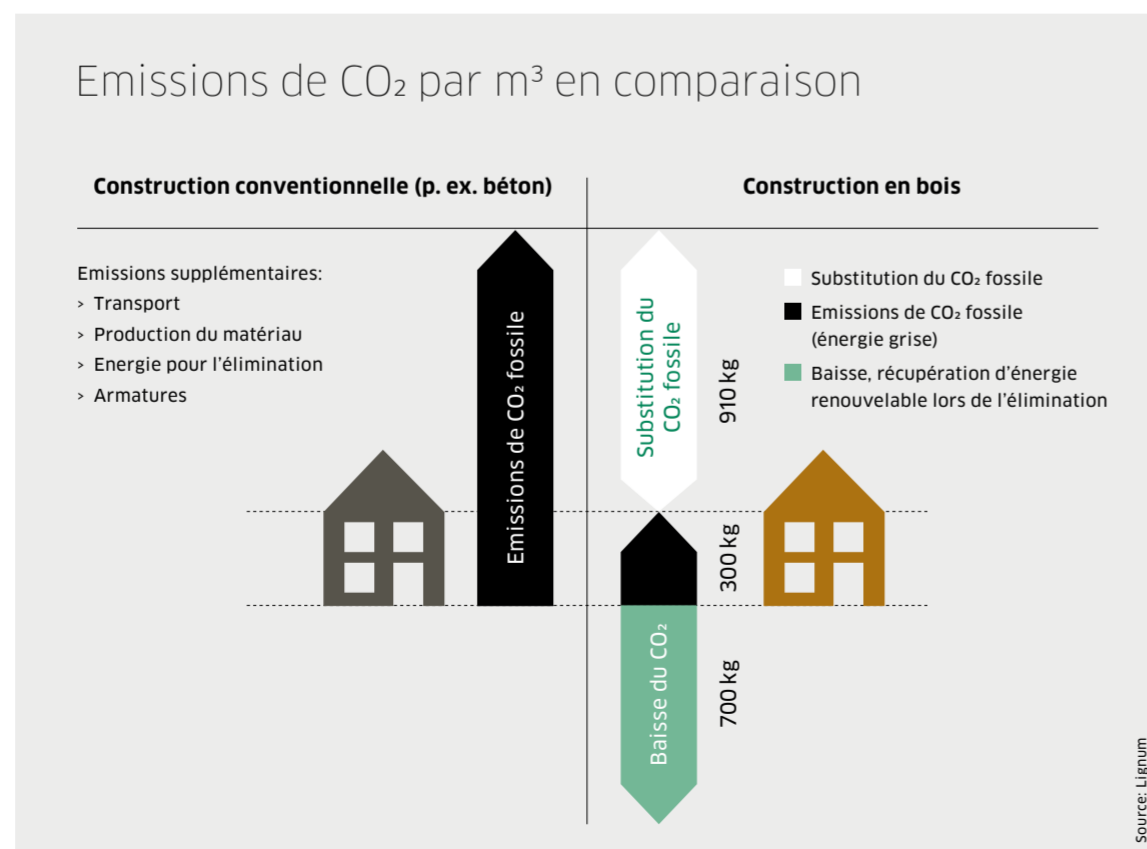 Emissions de CO₂ par m³ en comparaison
Construction conventionnelle (p. ex. béton)
Construction en bois
Emissions supplémentaires:
> Transport
> Production du matériau
> Energie pour l'élimination
> Armatures
Emissions de CO₂ fossile
Substitution du
CO₂ fossile
910 kg
300 kg
Baisse du CO₂
700 kg
Substitution du CO₂ fossile
Emissions de CO₂ fossile
(énergie grise)
Baisse, récupération d'énergie
renouvelable lors de l'élimination
Source: Lignum